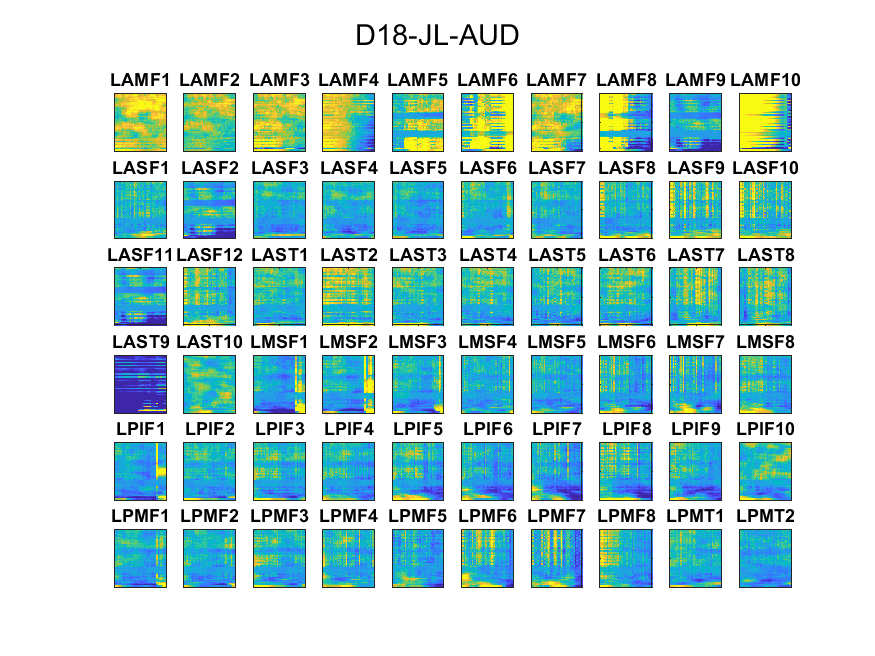 D18-JL-AUD
LAMF1 LAMF2 LAMF3 LAMF4 LAMF5 LAMF6 LAMF7 LAMF8 LAMF9 LAMF10
LASF1 LASF2 LASF3 LASF4 LASF5 LASF6 LASF7 LASF8 LASF9 LASF10
LASF11 LASF12 LAST1 LAST2 LAST3 LAST4 LAST5 LAST6 LAST7 LAST8
LAST9 LAST10 LMSF1 LMSF2 LMSF3 LMSF4 LMSF5 LMSF6 LMSF7 LMSF8
LPIF1 LPIF2 LPIF3 LPIF4 LPIF5 LPIF6 LPIF7 LPIF8 LPIF9 LPIF10
LPMF1 LPMF2 LPMF3 LPMF4 LPMF5 LPMF6 LPMF7 LPMF8 LPMT1 LPMT2